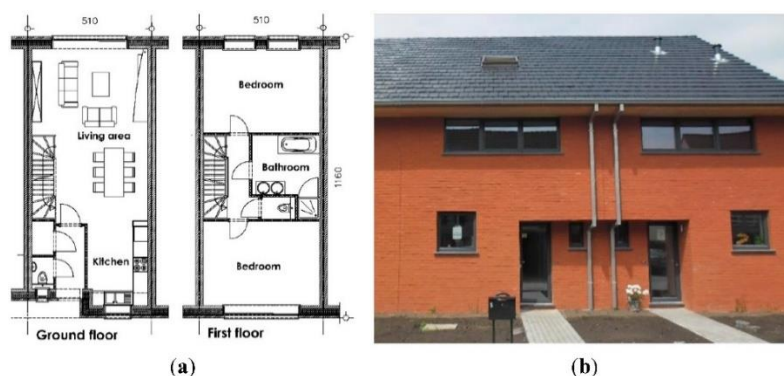 510
510
Bedroom
Living area
Bathroom
1160
Kitchen
Bedroom
Ground floor
First floor
(a)
(b)